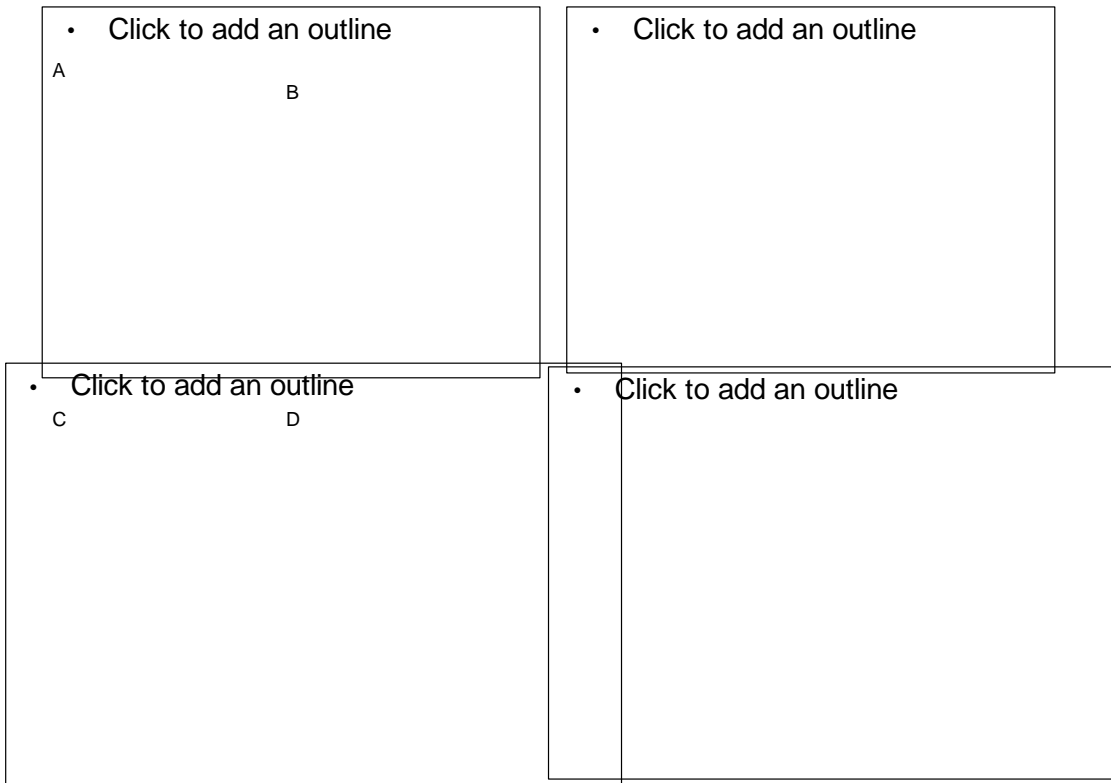 • Click to add an outline
• Click to add an outline
A
B
• Click to add an outline
• Click to add an outline
C
D